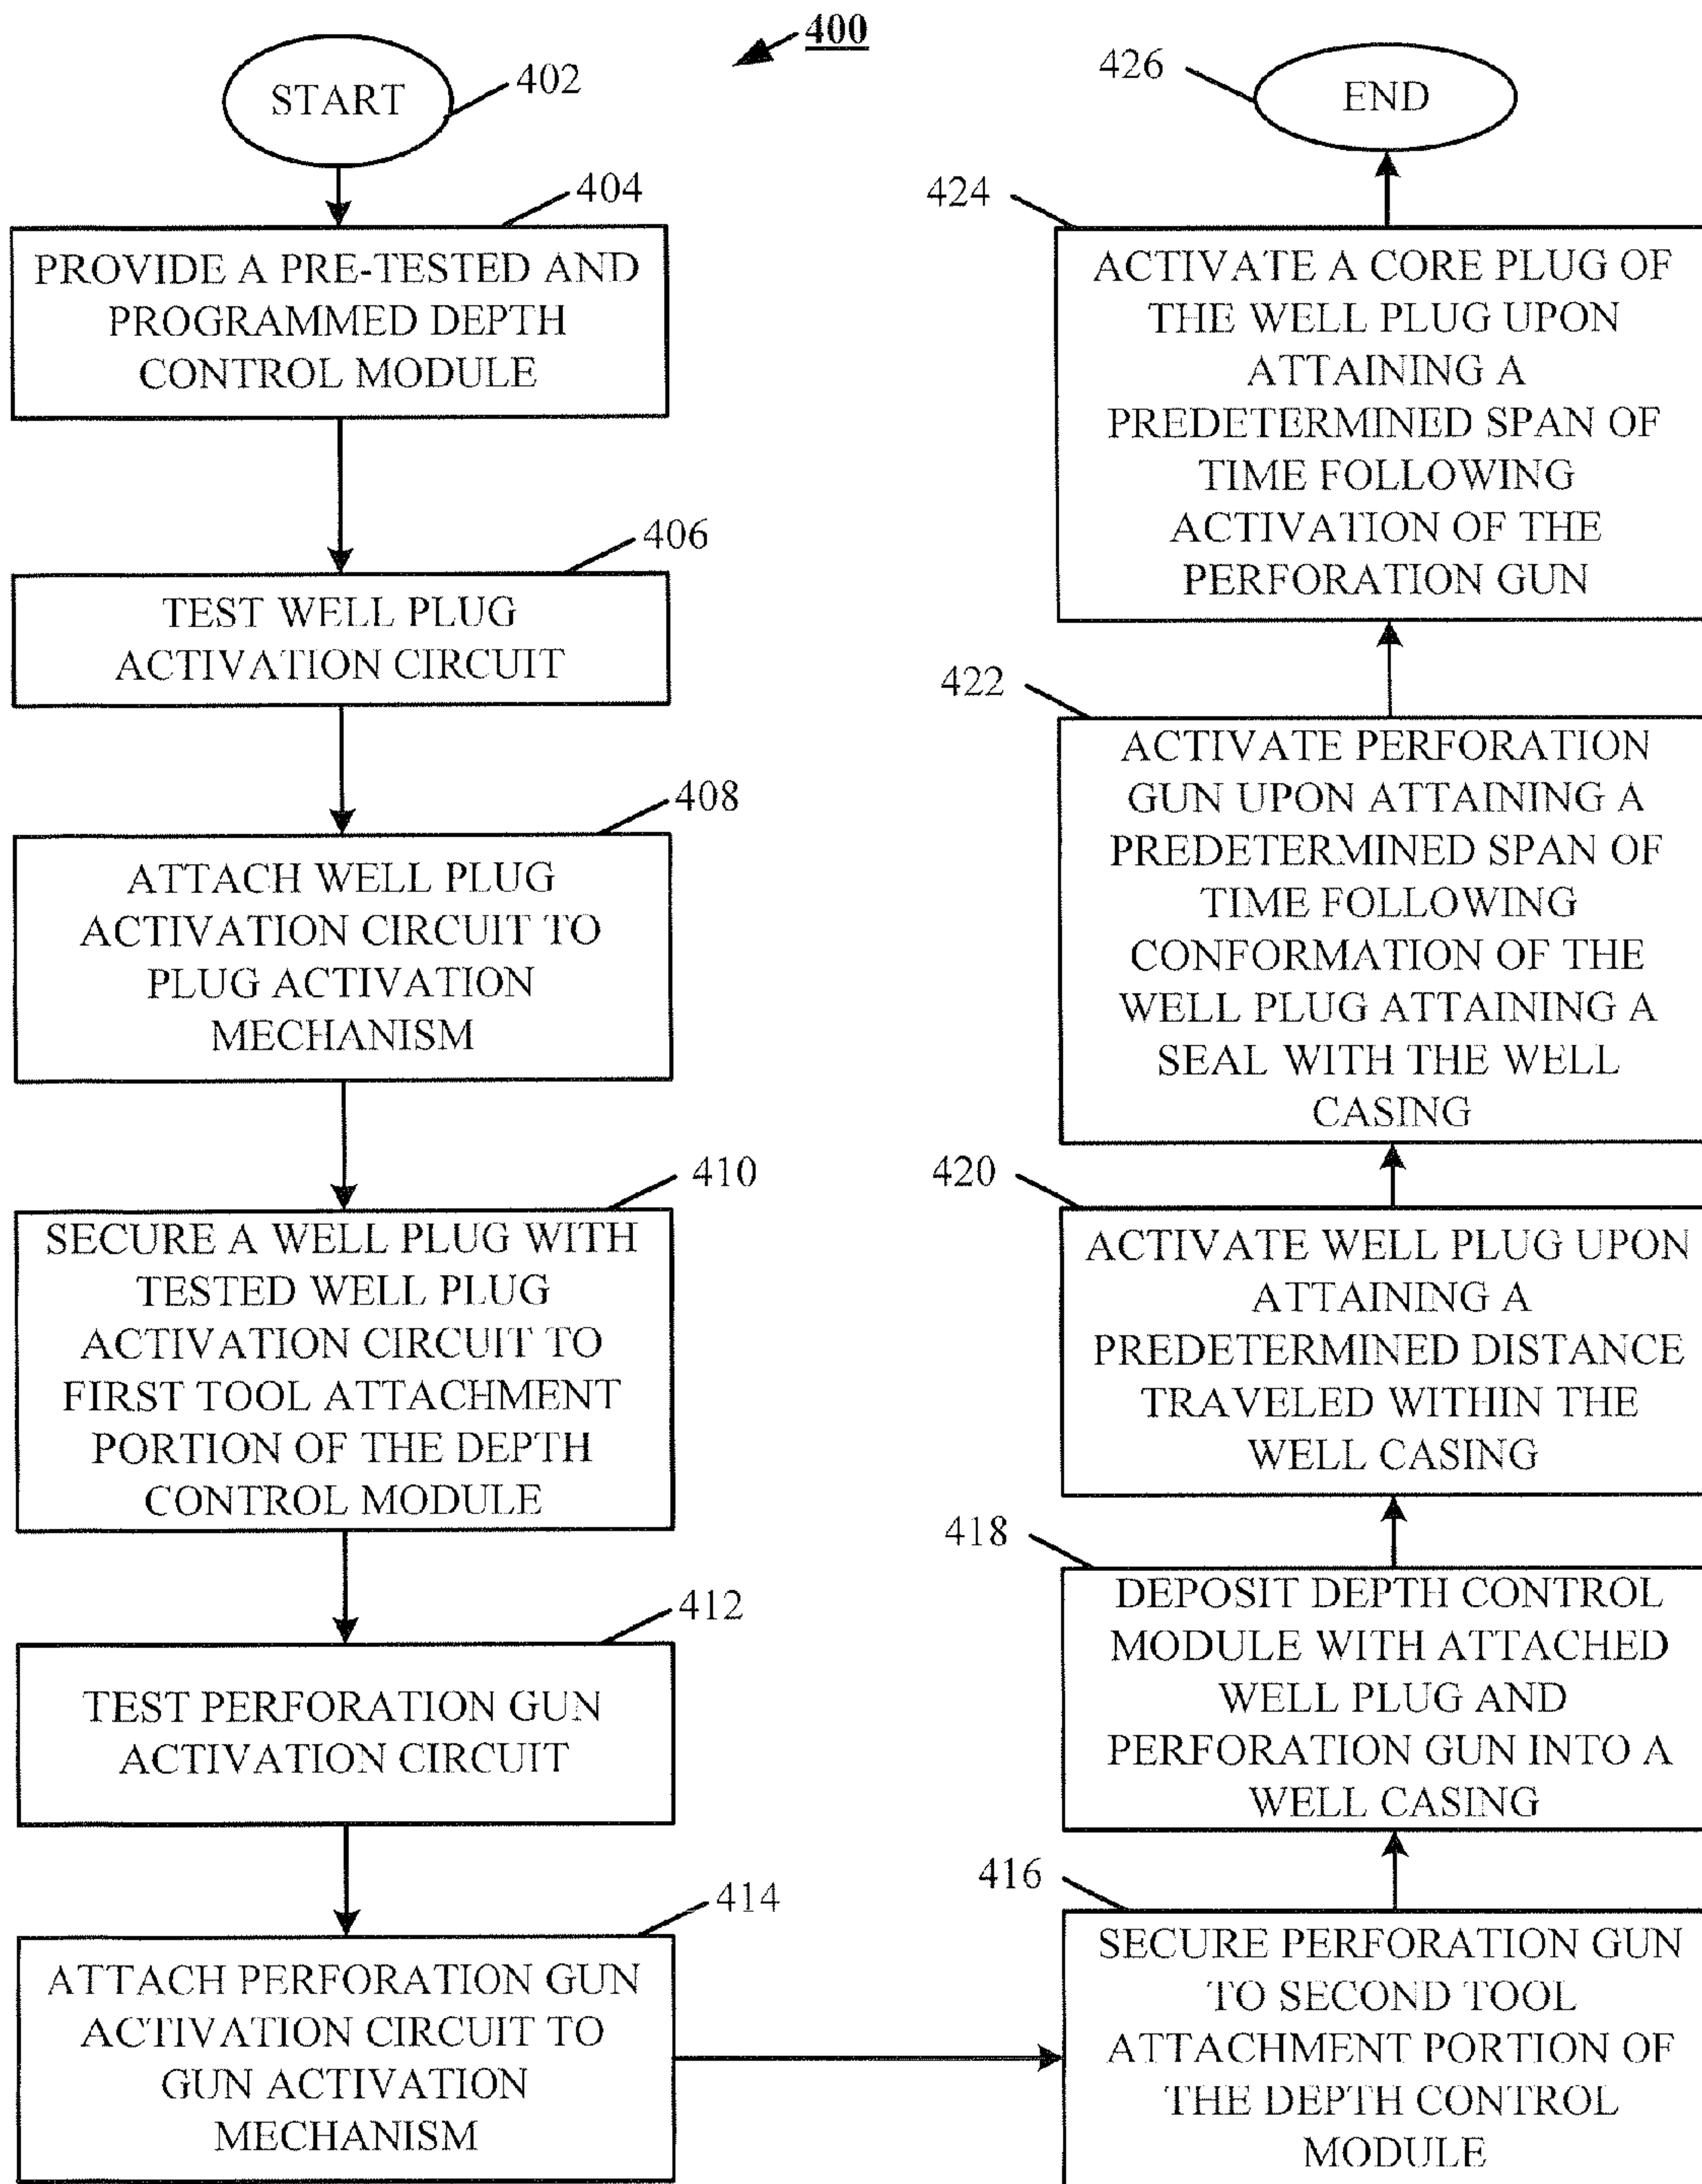 400
402
START
404
PROVIDE A PRE-TESTED AND
PROGRAMMED DEPTH
CONTROL MODULE
406
TEST WELL PLUG
ACTIVATION CIRCUIT
408
ATTACH WELL PLUG
ACTIVATION CIRCUIT TO
PLUG ACTIVATION
MECHANISM
410
SECURE A WELL PLUG WITH
TESTED WELL PLUG
ACTIVATION CIRCUIT TO
FIRST TOOL ATTACHMENT
PORTION OF THE DEPTH
CONTROL MODULE
412
TEST PERFORATION GUN
ACTIVATION CIRCUIT
414
ATTACH PERFORATION GUN
ACTIVATION CIRCUIT TO
GUN ACTIVATION
MECHANISM
416
SECURE PERFORATION GUN
TO SECOND TOOL
ATTACHMENT PORTION OF
THE DEPTH CONTROL
MODULE
418
DEPOSIT DEPTH CONTROL
MODULE WITH ATTACHED
WELL PLUG AND
PERFORATION GUN INTO A
WELL CASING
420
ACTIVATE WELL PLUG UPON
ATTAINING A
PREDETERMINED DISTANCE
TRAVELED WITHIN THE
WELL CASING
422
ACTIVATE PERFORATION
GUN UPON ATTAINING A
PREDETERMINED SPAN OF
TIME FOLLOWING
CONFORMATION OF THE
WELL PLUG ATTAINING A
SEAL WITH THE WELL
CASING
424
ACTIVATE A CORE PLUG OF
THE WELL PLUG UPON
ATTAINING A
PREDETERMINED SPAN OF
TIME FOLLOWING
ACTIVATION OF THE
PERFORATION GUN
426
END